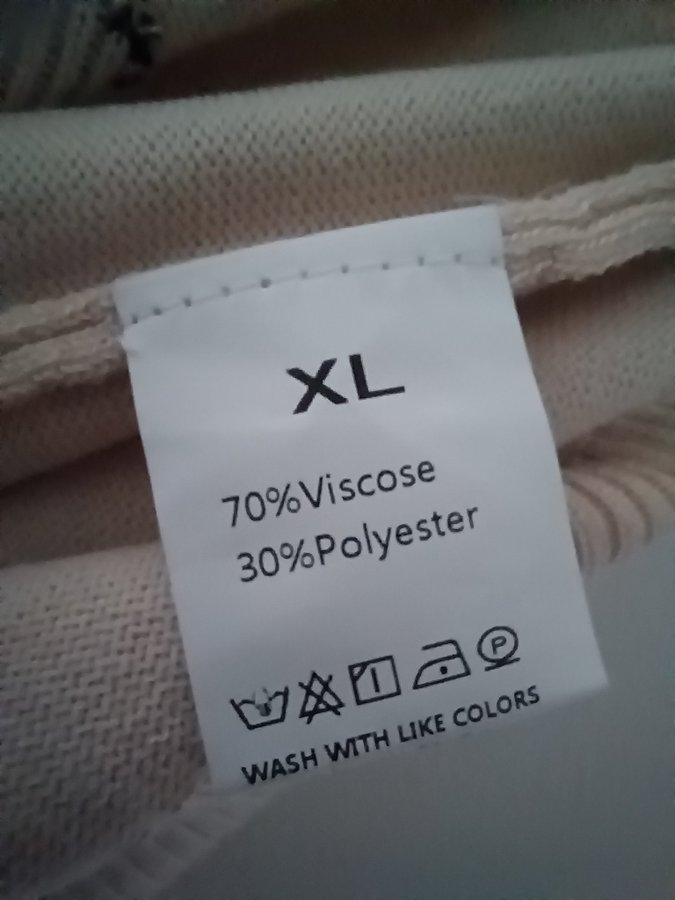 XL
70%Viscose
30%Polyester
P
WASH WITH LIKE COLORS